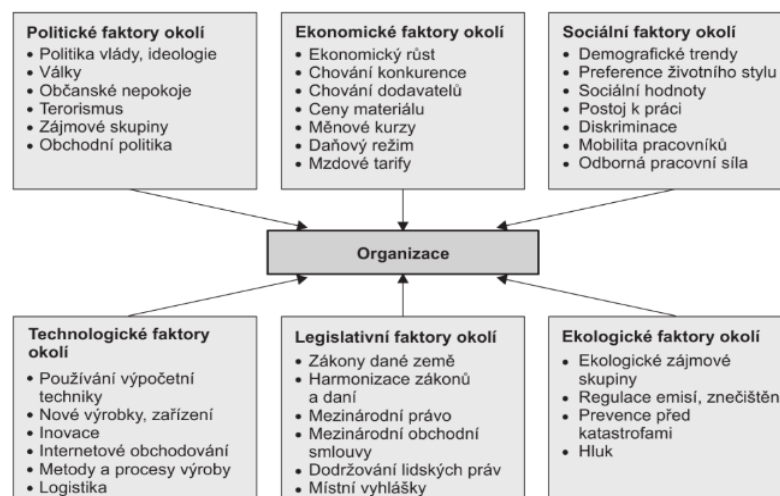 Politické faktory okolí
• Politika vlády, ideologie
• Války
• Občanské nepokoje
• Terorismus
• Zájmové skupiny
• Obchodní politika
Ekonomické faktory okolí
• Ekonomický růst
• Chování konkurence
• Chování dodavatelů
• Ceny materiálu
• Měnové kurzy
• Daňový režim
• Mzdové tarify
Sociální faktory okolí
• Demografické trendy
• Preference životního stylu
• Sociální hodnoty
• Postoj k práci
• Diskriminace
• Mobilita pracovníků
• Odborná pracovní síla
Organizace
Technologické faktory
okolí
• Používání výpočetní
techniky
• Nové výrobky, zařízení
• Inovace
• Internetové obchodování
• Metody a procesy výroby
• Logistika
Legislativní faktory okolí
• Zákony dané země
• Harmonizace zákonů
a daní
• Mezinárodní právo
• Mezinárodní obchodní
smlouvy
• Dodržování lidských práv
• Místní vyhlášky
Ekologické faktory okolí
• Ekologické zájmové
skupiny
• Regulace emisí, znečištěn
• Prevence před
katastrofami
• Hluk